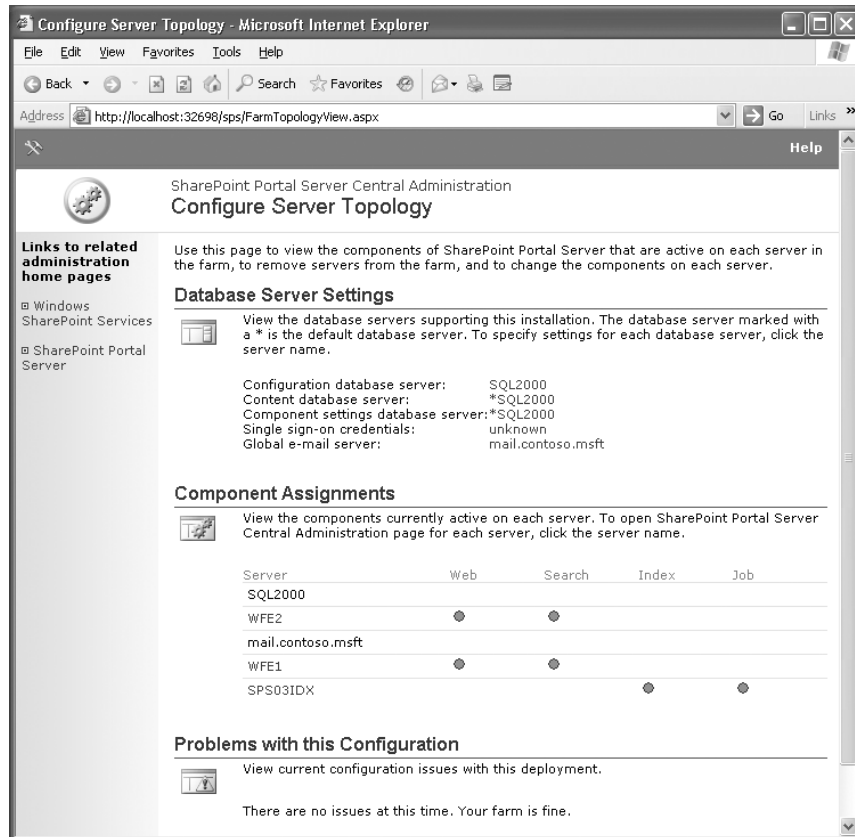 Configure Server Topology - Microsoft Internet Explorer
File Edit View Favorites Tools Help
Back Search Favorites
Address http://localhost:32698/sps/FarmTopologyView.aspx Go Links »
Help
SharePoint Portal Server Central Administration
Configure Server Topology
Links to related
administration
home pages
Windows
SharePoint Services
SharePoint Portal
Server
Use this page to view the components of SharePoint Portal Server that are active on each server in
the farm, to remove servers from the farm, and to change the components on each server.
Database Server Settings
View the database servers supporting this installation. The database server marked with
a * is the default database server. To specify settings for each database server, click the
server name.
Configuration database server: SQL2000
Content database server: *SQL2000
Component settings database server:*SQL2000
Single sign-on credentials: unknown
Global e-mail server: mail.contoso.msft
Component Assignments
View the components currently active on each server. To open SharePoint Portal Server
Central Administration page for each server, click the server name.
Server Web Search Index Job
SQL2000
WFE2
mail.contoso.msft
WFE1
SPS03IDX
Problems with this Configuration
View current configuration issues with this deployment.
There are no issues at this time. Your farm is fine.